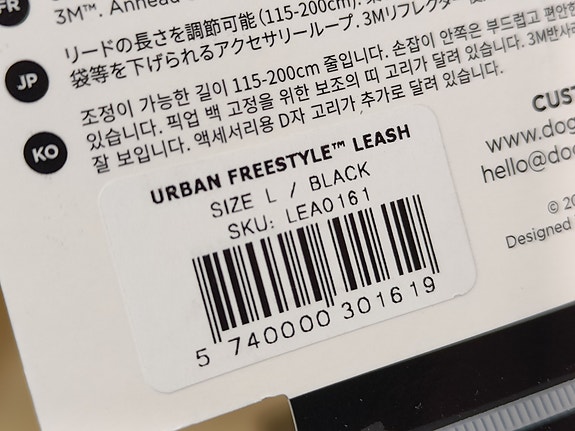 FR
3M™. Anneau d
JP
リードの長さを調節可能(115-200cm).
袋等を下げられるアクセサリーループ. 3Mリフレクター
KO
조정이 가능한 길이 115-200cm 줄입니다. 손잡이 안쪽은 부드럽고 편안한
있습니다. 픽업 백 고정을 위한 보조의 띠 고리가 달려 있습니다. 3M반사
잘 보입니다. 액세서리용 D자 고리가 추가로 달려 있습니다.
CUST
www.dog
hello@do
© 20
Designed
URBAN FREESTYLE™ LEASH
SIZE L / BLACK
SKU: LEA0161
5 740000 301619